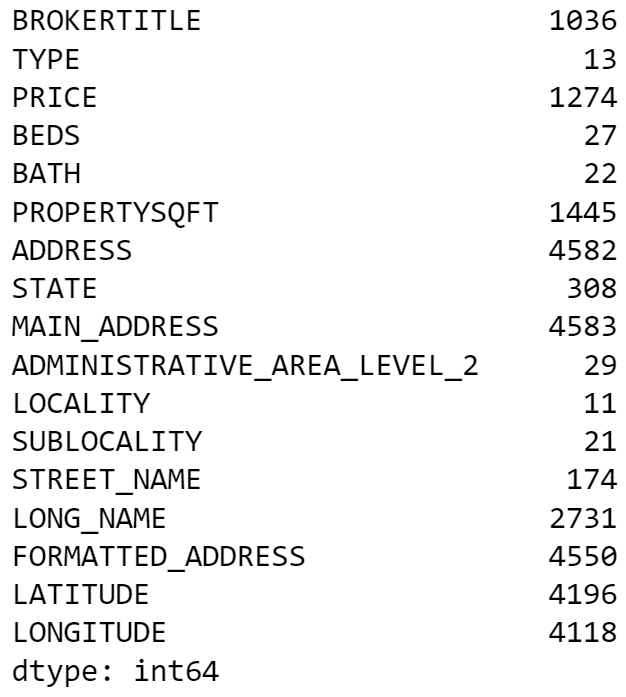 BROKERTITLE 1036
TYPE 13
PRICE 1274
BEDS 27
BATH 22
PROPERTYSQFT 1445
ADDRESS 4582
STATE 308
MAIN_ADDRESS 4583
ADMINISTRATIVE_AREA_LEVEL_2 29
LOCALITY 11
SUBLOCALITY 21
STREET_NAME 174
LONG_NAME 2731
FORMATTED_ADDRESS 4550
LATITUDE 4196
LONGITUDE 4118
dtype: int64